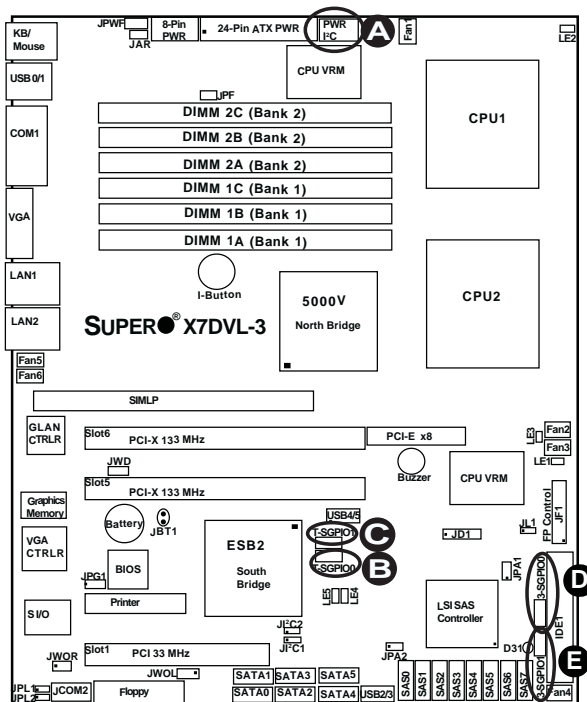 JPWF
8-Pin PWR
24-Pin ATX PWR
PWR I²C
A
Fan1
LE2
KB/ Mouse
JAR
CPU VRM
USB0/1
JPF
CPU1
COM1
DIMM 2C (Bank 2)
DIMM 2B (Bank 2)
DIMM 2A (Bank 2)
DIMM 1C (Bank 1)
VGA
DIMM 1B (Bank 1)
DIMM 1A (Bank 1)
LAN1
I-Button
5000V
North Bridge
CPU2
LAN2
SUPER® X7DVL-3
Fan5
Fan6
SIMLP
GLAN CTRLR
Slot6
PCI-X 133 MHz
PCI-E x8
LE3
Fan2
Fan3
JWD
Buzzer
LE1
Slot5
PCI-X 133 MHz
CPU VRM
Graphics Memory
Battery
JBT1
USB4/5
T-SGPIO1
C
JL1
FP Control
JF1
VGA CTRLR
ESB2
South Bridge
T-SGPIO0
B
JD1
BIOS
JPG1
JPA1
3-SGPIO0
D
Printer
LE5
LE4
LSI SAS Controller
IDE1
S I/O
JI²C2
JI²C1
D31
E
Slot1
PCI 33 MHz
JPA2
3-SGPIO1
JWOR
JWOL
SATA1
SATA3
SATA5
SAS0
SAS1
SAS2
SAS3
SAS4
SAS5
SAS6
SAS7
Fan4
JPL1
JPL2
JCOM2
Floppy
SATA0
SATA2
SATA4
USB2/3